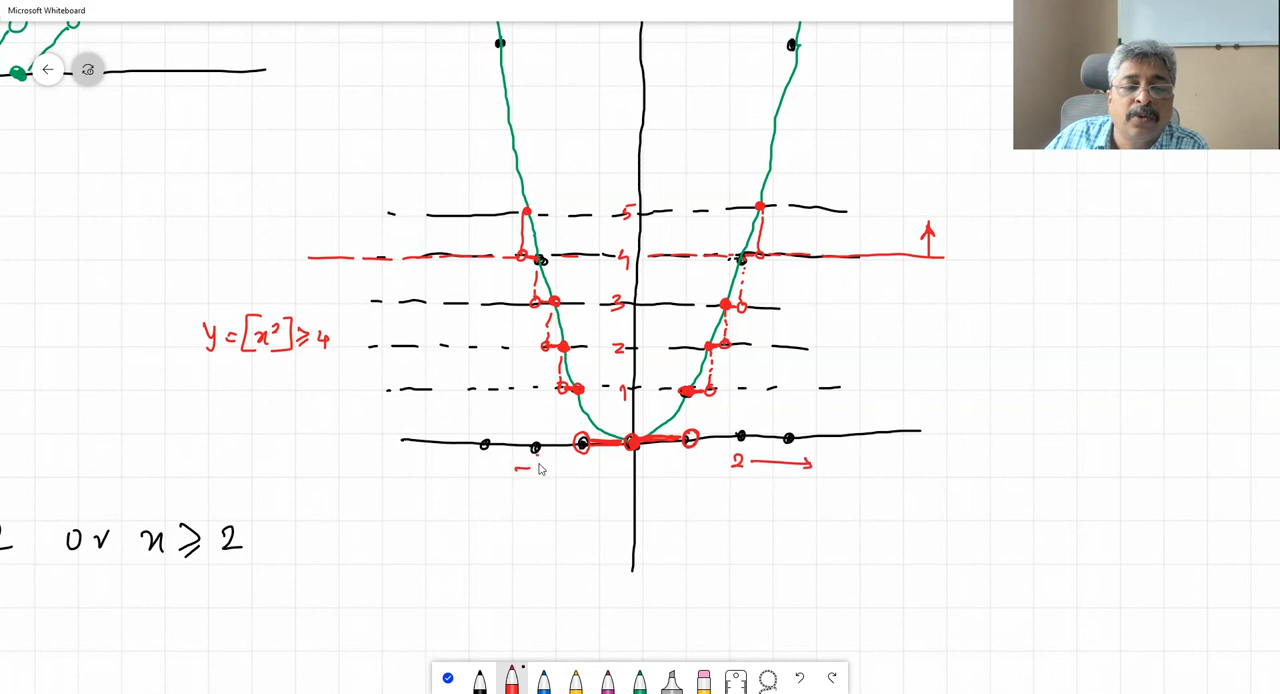 Microsoft Whiteboard
5
4
3
y = [x²] ⩾ 4
2
1
2
−
or x ⩾ 2